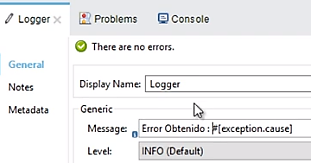 Logger Problems Console
There are no errors.
General
Notes
Metadata
Display Name: Logger
Generic
Message: Error Obtenido : #[exception.cause]
Level: INFO (Default)